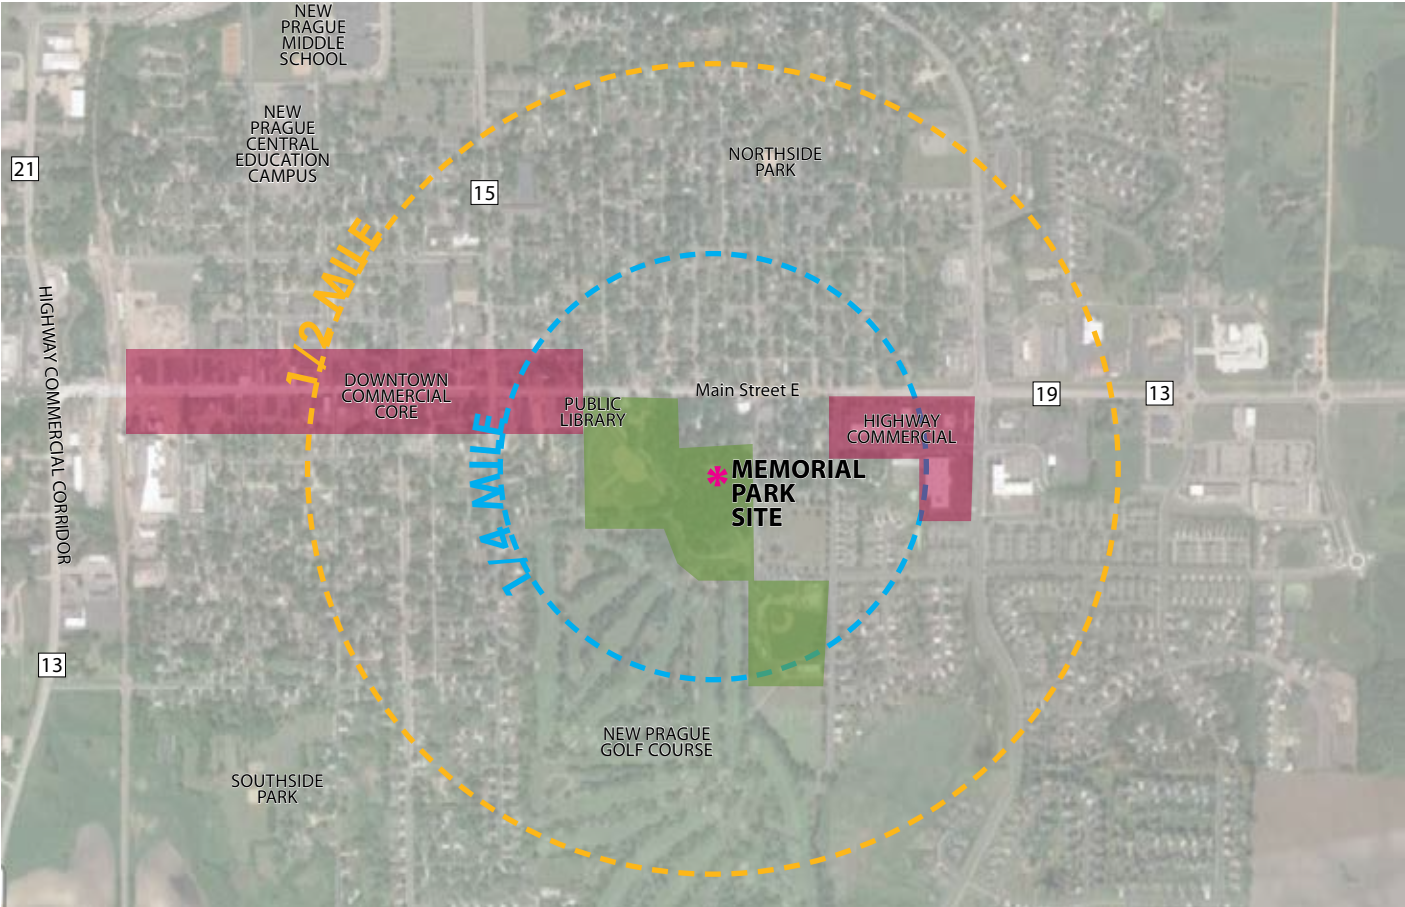 NEW
PRAGUE
MIDDLE
SCHOOL
NEW
PRAGUE
CENTRAL
EDUCATION
CAMPUS
NORTHSIDE
PARK
21
15
1/2 MILE
HIGHWAY COMMERCIAL CORRIDOR
DOWNTOWN
COMMERCIAL
CORE
PUBLIC
LIBRARY
Main Street E
19
13
HIGHWAY
COMMERCIAL
1/4 MILE
* MEMORIAL
PARK
SITE
13
NEW PRAGUE
GOLF COURSE
SOUTHSIDE
PARK